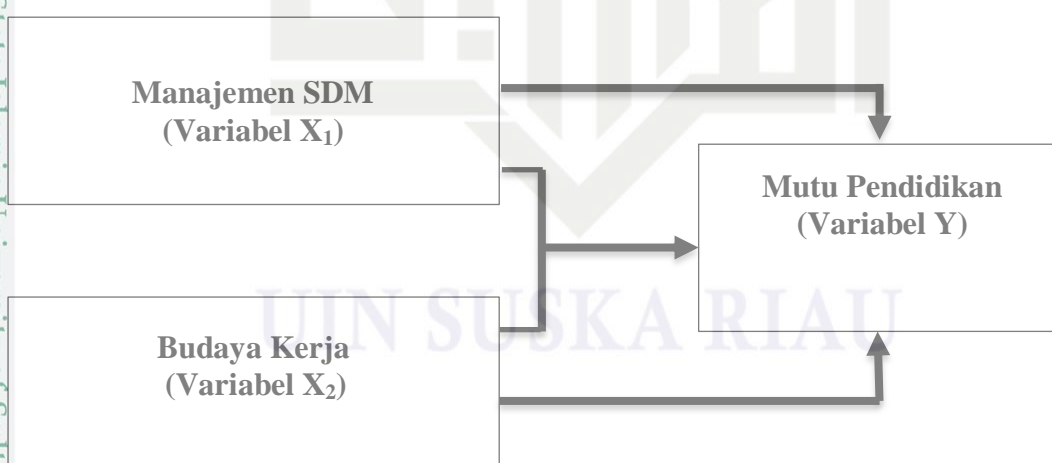 Manajemen SDM
(Variabel X₁)
Mutu Pendidikan
(Variabel Y)
UIN SUSKA RIAU
Budaya Kerja
(Variabel X₂)